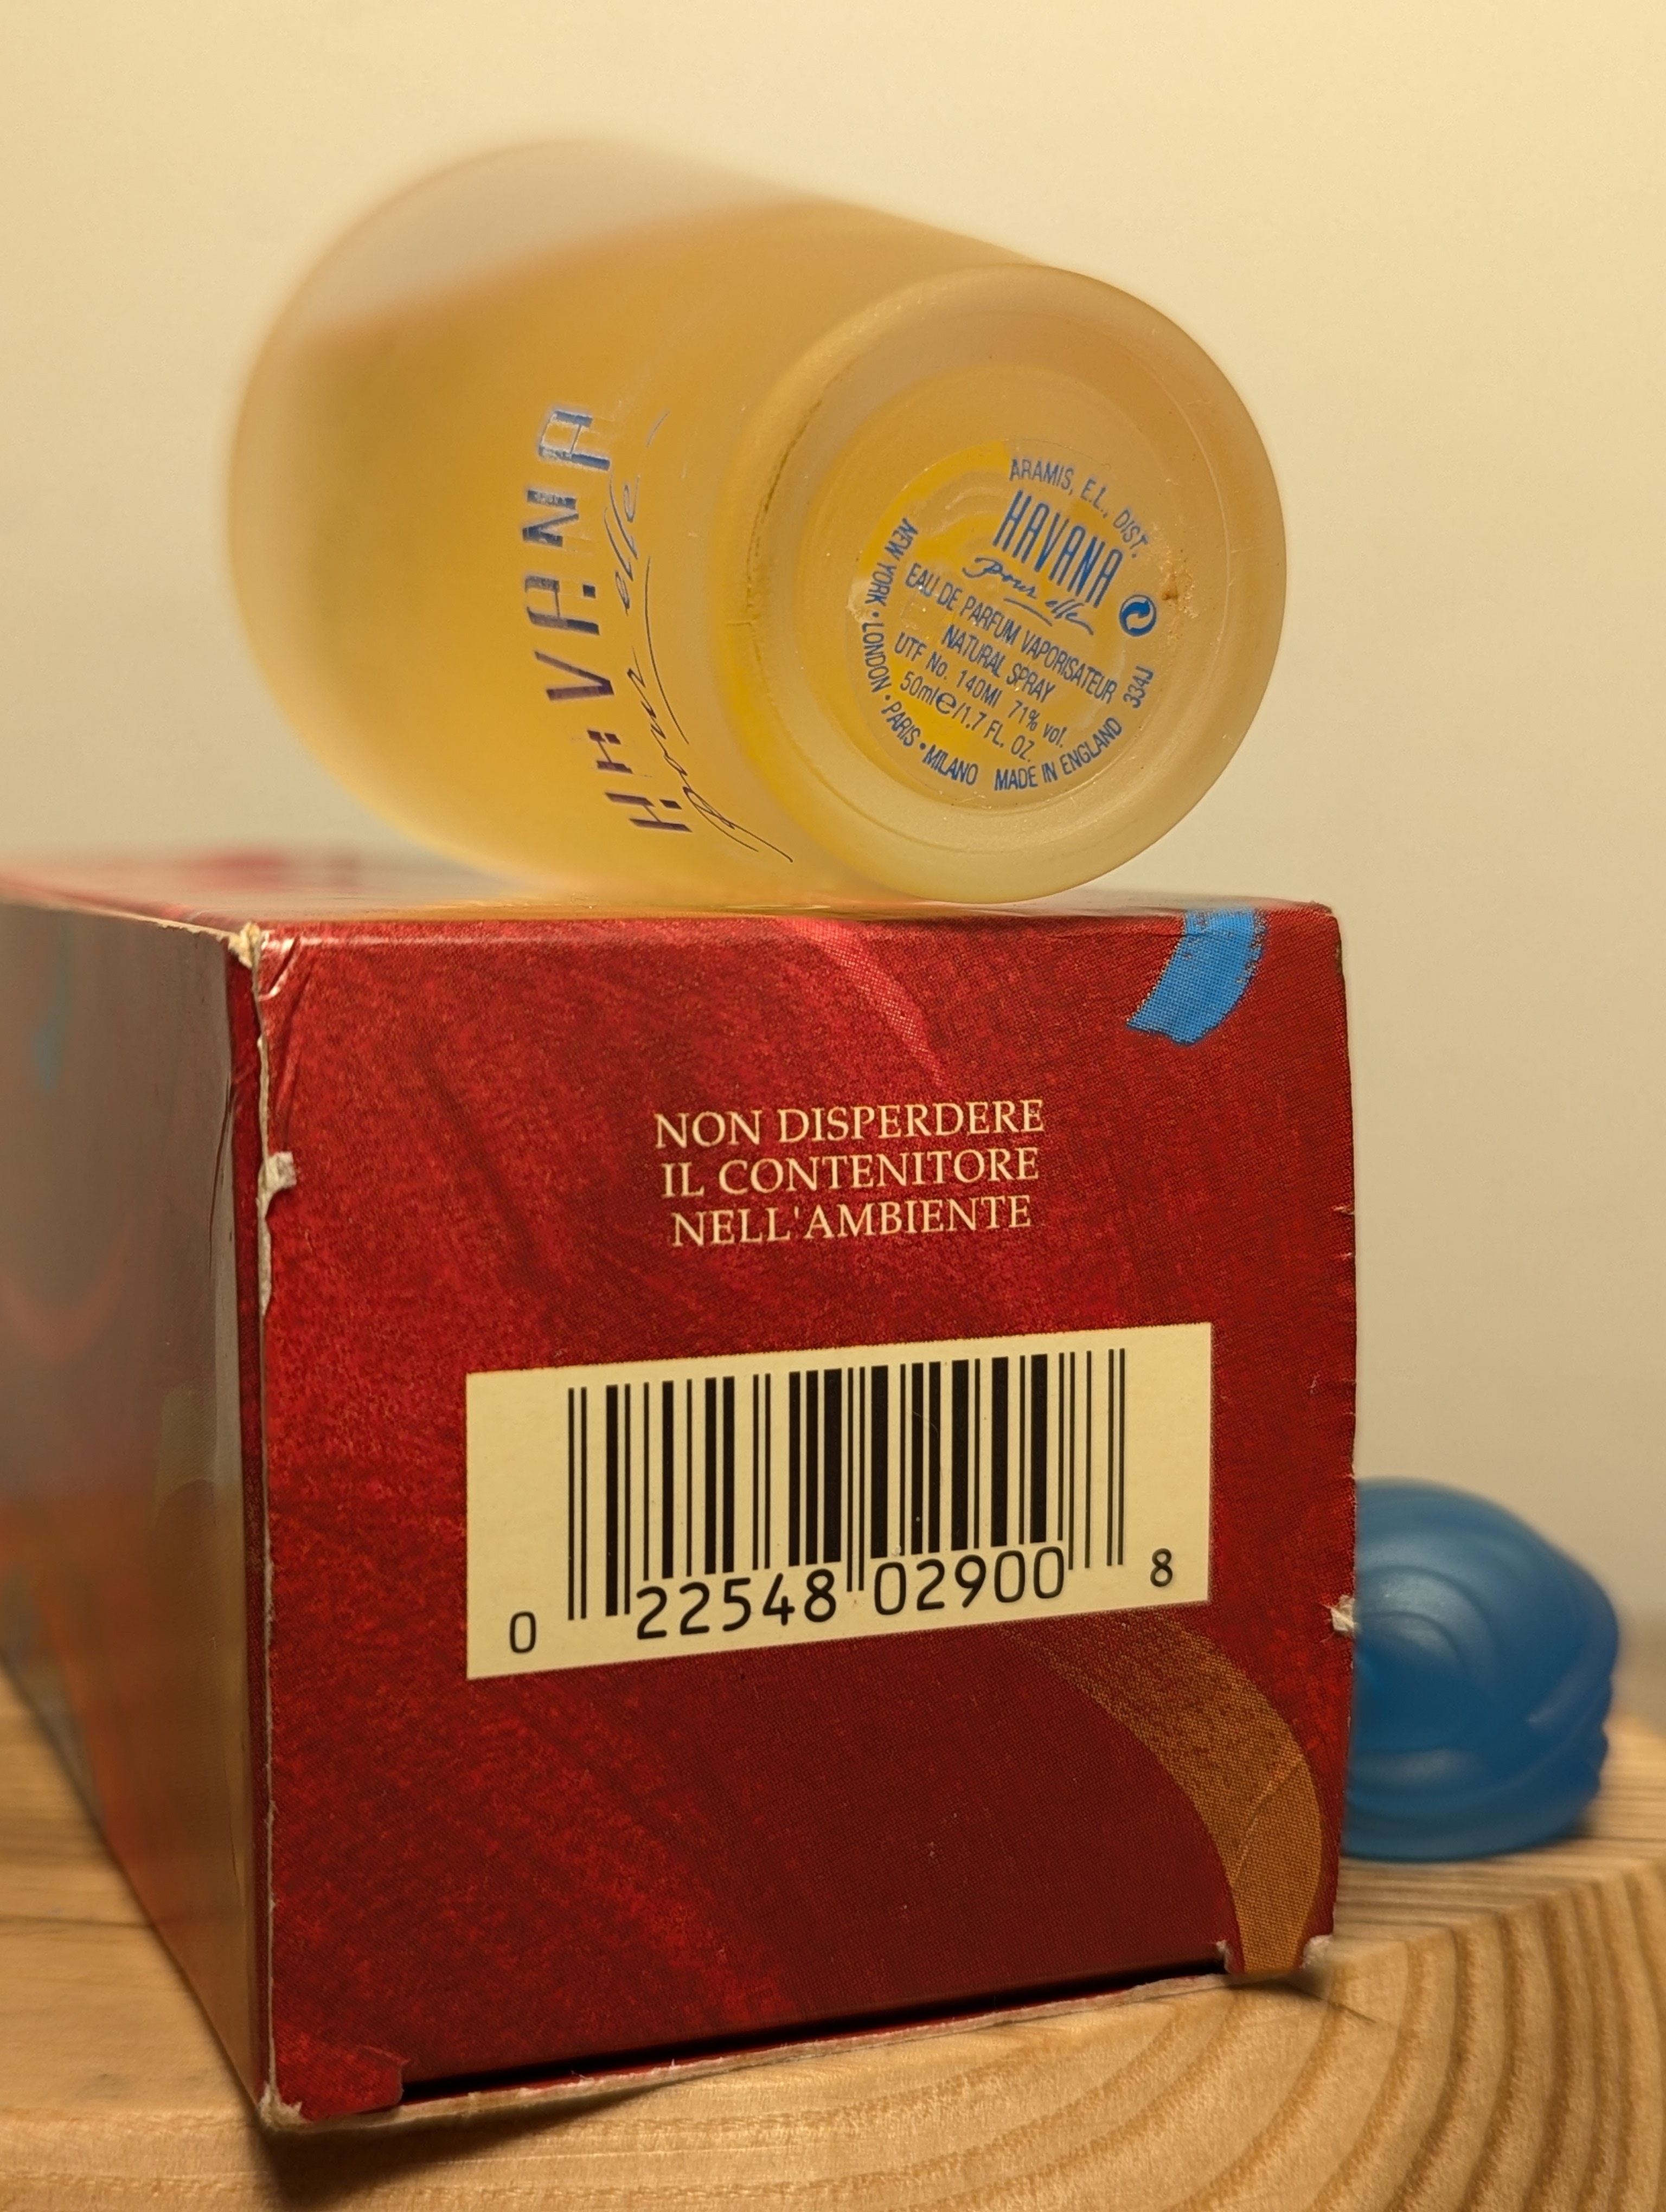 HAVANA
pour elle
ARAMIS, E.L., DIST.
HAVANA
pour elle
EAU DE PARFUM VAPORISATEUR
NATURAL SPRAY
UTF No. 140MI 71% vol.
50ml℮/1.7 FL. OZ.
NEW YORK • LONDON • PARIS • MILANO MADE IN ENGLAND 334J
NON DISPERDERE
IL CONTENITORE
NELL'AMBIENTE
0 22548 02900 8